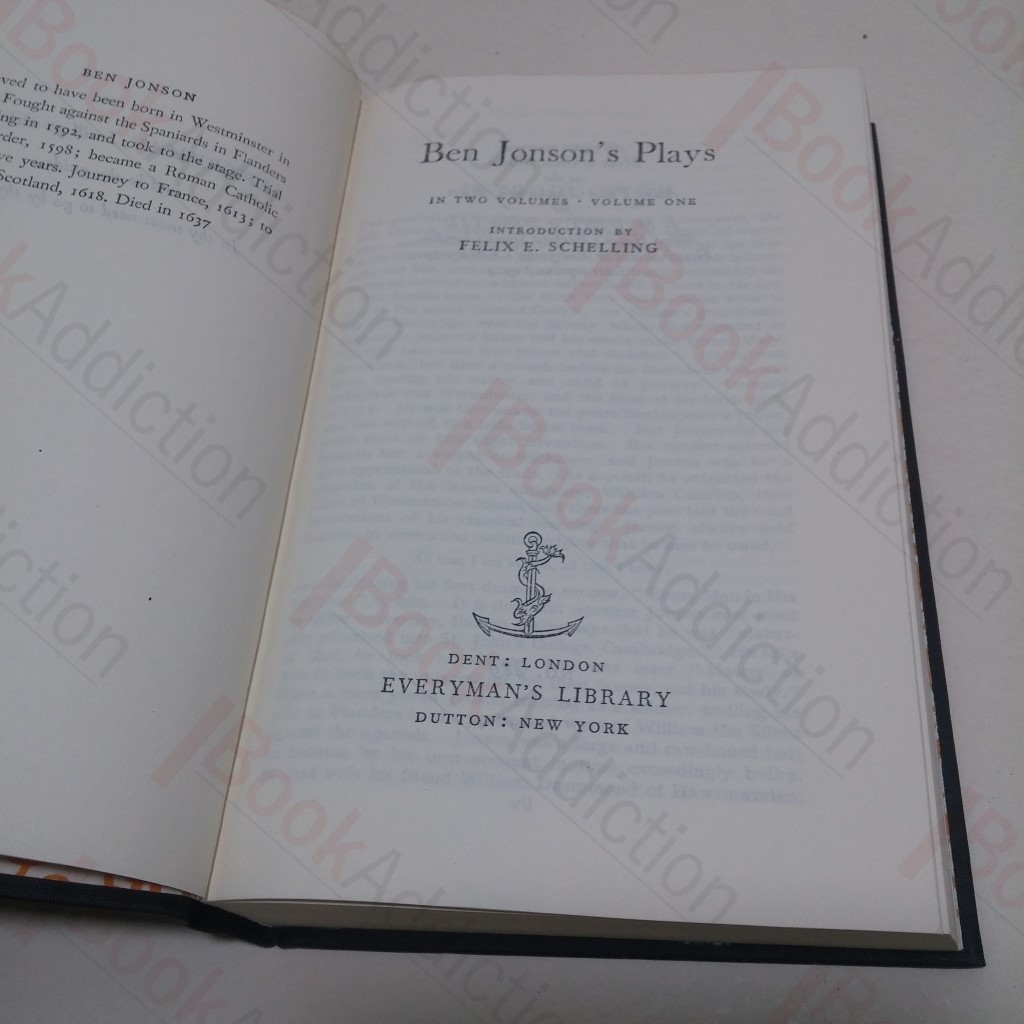 BEN JONSON
ved to have been born in Westminster in
Fought against the Spaniards in Flanders
ing in 1592, and took to the stage. Trial
rder, 1598; became a Roman Catholic
ve years. Journey to France, 1613; to
Scotland, 1618. Died in 1637
Ben Jonson's Plays
IN TWO VOLUMES · VOLUME ONE
INTRODUCTION BY
FELIX E. SCHELLING
DENT: LONDON
EVERYMAN'S LIBRARY
DUTTON: NEW YORK
BookAddiction